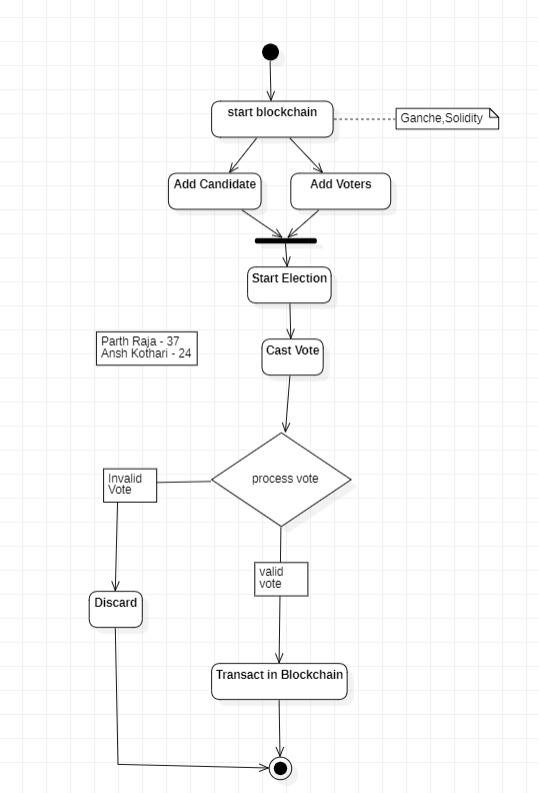 start blockchain
Ganche,Solidity
Add Candidate
Add Voters
Start Election
Parth Raja - 37
Ansh Kothari - 24
Cast Vote
process vote
Invalid
Vote
valid
vote
Discard
Transact in Blockchain